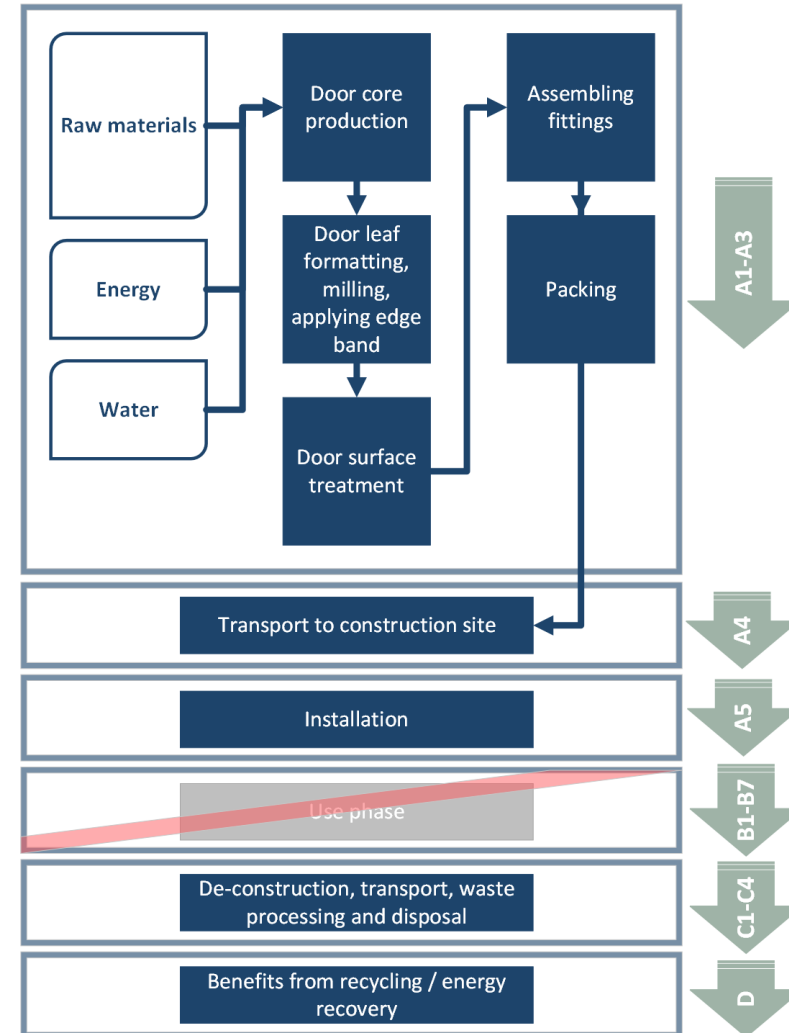 Raw materials
Energy
Water
Door core
production
Door leaf
formatting,
milling,
applying edge
band
Door surface
treatment
Assembling
fittings
Packing
A1-A3
Transport to construction site
A4
Installation
A5
Use phase
B1-B7
De-construction, transport, waste
processing and disposal
C1-C4
Benefits from recycling / energy
recovery
D